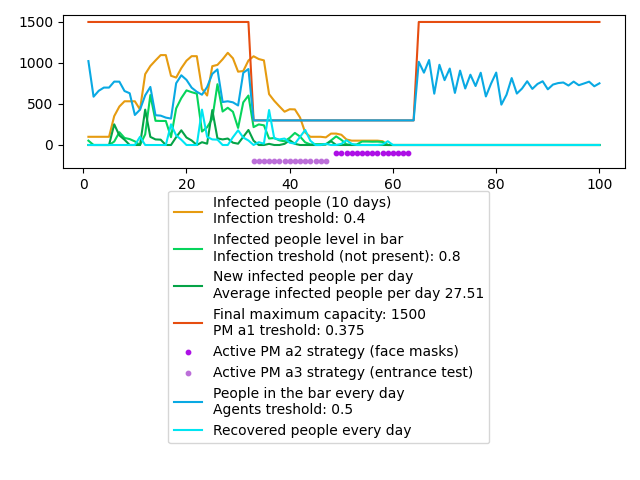 1500
1000
500
0
0 20 40 60 80 100
Infected people (10 days)
Infection treshold: 0.4
Infected people level in bar
Infection treshold (not present): 0.8
New infected people per day
Average infected people per day 27.51
Final maximum capacity: 1500
PM a1 treshold: 0.375
Active PM a2 strategy (face masks)
Active PM a3 strategy (entrance test)
People in the bar every day
Agents treshold: 0.5
Recovered people every day